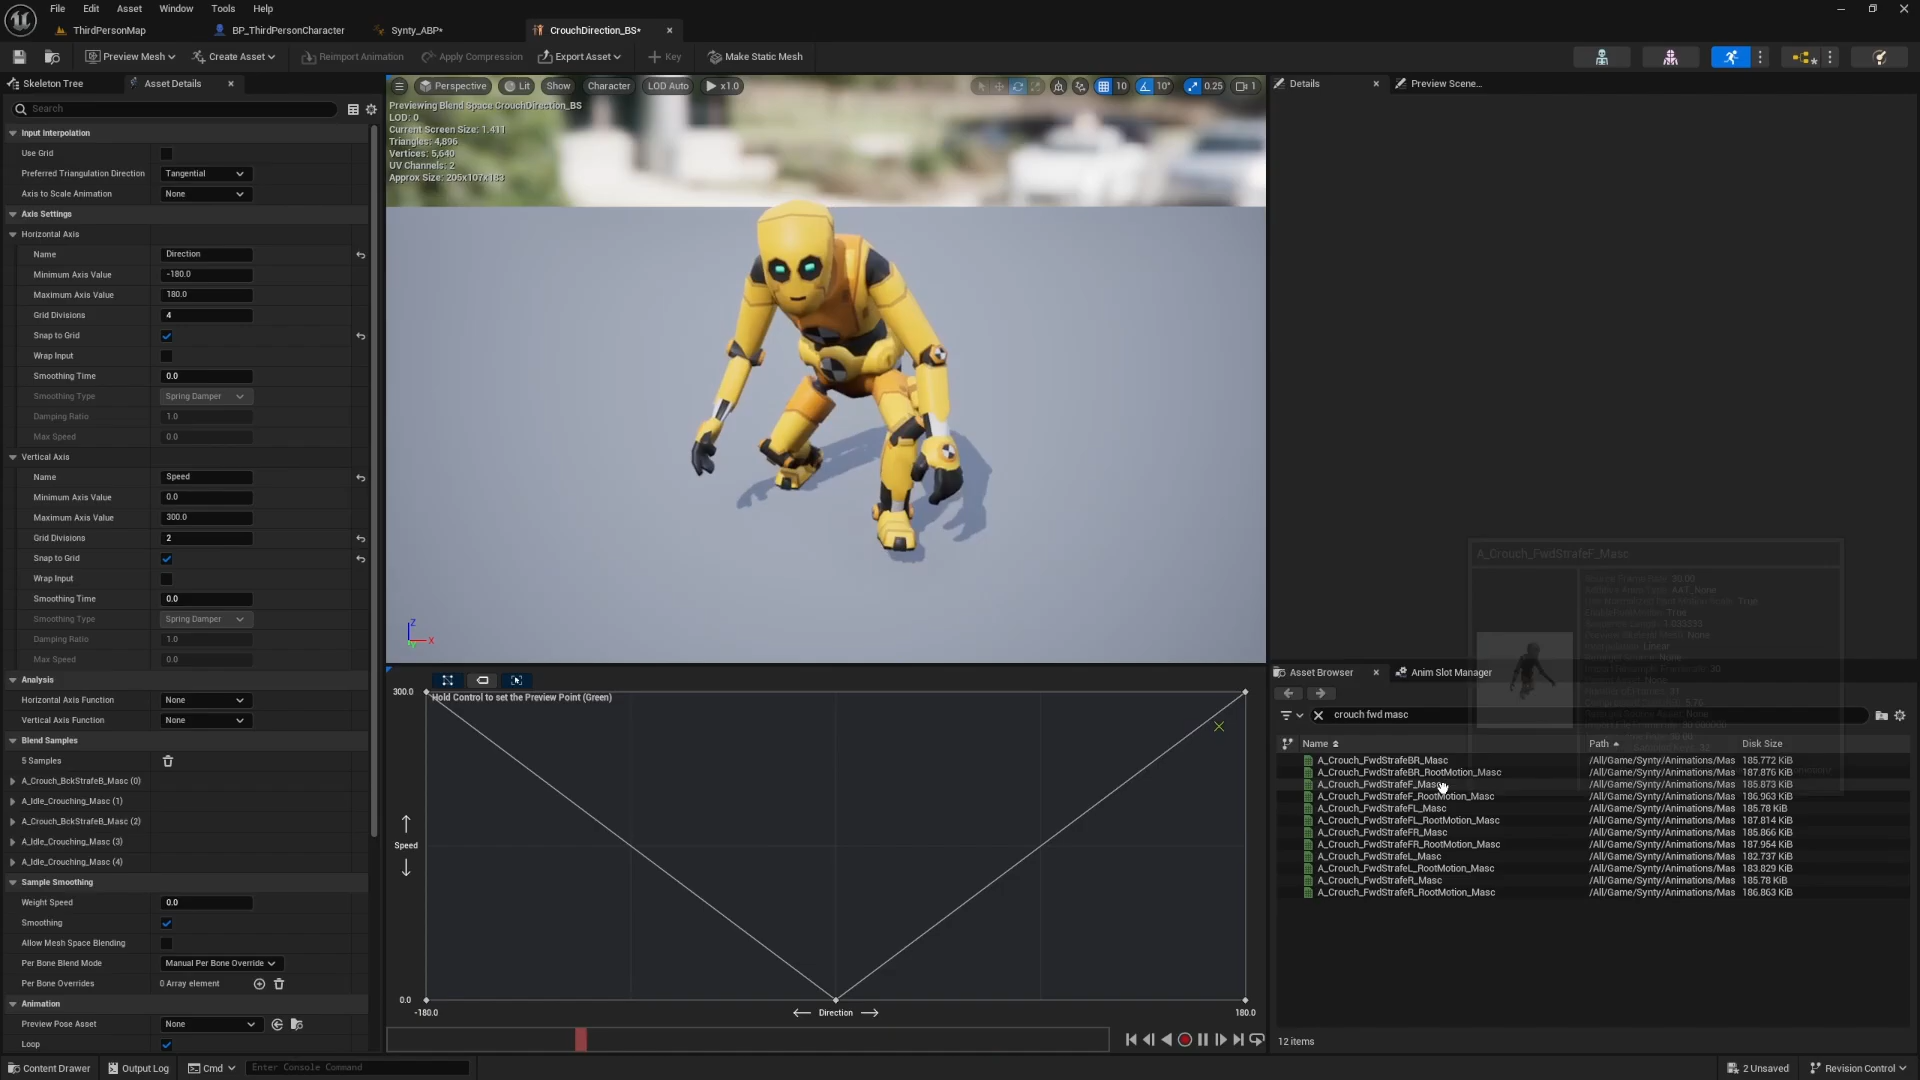 File Edit Asset Window Tools Help
ThirdPersonMap BP_ThirdPersonCharacter Synty_ABP* CrouchDirection_BS*
Preview Mesh Create Asset Reimport Animation Apply Compression Export Asset Key Make Static Mesh
Skeleton Tree Asset Details
Search
Input Interpolation
Use Grid
Preferred Triangulation Direction Tangential
Axis to Scale Animation None
Axis Settings
Horizontal Axis
Name Direction
Minimum Axis Value -180.0
Maximum Axis Value 180.0
Grid Divisions 4
Snap to Grid
Wrap Input
Smoothing Time 0.0
Smoothing Type Spring Damper
Damping Ratio 1.0
Max Speed 0.0
Vertical Axis
Name Speed
Minimum Axis Value 0.0
Maximum Axis Value 300.0
Grid Divisions 2
Snap to Grid
Wrap Input
Smoothing Time 0.0
Smoothing Type Spring Damper
Damping Ratio 1.0
Max Speed 0.0
Analysis
Horizontal Axis Function None
Vertical Axis Function None
Blend Samples
5 Samples
A_Crouch_BckStrafeB_Masc (0)
A_Idle_Crouching_Masc (1)
A_Crouch_BckStrafeB_Masc (2)
A_Idle_Crouching_Masc (3)
A_Idle_Crouching_Masc (4)
Sample Smoothing
Weight Speed 0.0
Smoothing
Allow Mesh Space Blending
Per Bone Blend Mode Manual Per Bone Override
Per Bone Overrides 0 Array element
Animation
Preview Pose Asset None
Loop
Perspective Lit Show Character LOD Auto x1.0 10 10° 0.25 1
Previewing Blend Space CrouchDirection_BS
LOD: 0
Current Screen Size: 1.411
Triangles: 4,896
Vertices: 5,640
UV Channels: 2
Approx Size: 205x107x183
Z
X
300.0 Hold Control to set the Preview Point (Green)
Speed
0.0
-180.0 Direction 180.0
Details Preview Scene...
A_Crouch_FwdStrafeF_Masc
Asset Browser Anim Slot Manager
crouch fwd masc
Name Path Disk Size
A_Crouch_FwdStrafeBR_Masc /All/Game/Synty/Animations/Mas 185.772 KiB
A_Crouch_FwdStrafeBR_RootMotion_Masc /All/Game/Synty/Animations/Mas 187.876 KiB
A_Crouch_FwdStrafeF_Masc /All/Game/Synty/Animations/Mas 185.873 KiB
A_Crouch_FwdStrafeF_RootMotion_Masc /All/Game/Synty/Animations/Mas 186.963 KiB
A_Crouch_FwdStrafeFL_Masc /All/Game/Synty/Animations/Mas 185.78 KiB
A_Crouch_FwdStrafeFL_RootMotion_Masc /All/Game/Synty/Animations/Mas 187.814 KiB
A_Crouch_FwdStrafeFR_Masc /All/Game/Synty/Animations/Mas 185.866 KiB
A_Crouch_FwdStrafeFR_RootMotion_Masc /All/Game/Synty/Animations/Mas 187.954 KiB
A_Crouch_FwdStrafeL_Masc /All/Game/Synty/Animations/Mas 182.737 KiB
A_Crouch_FwdStrafeL_RootMotion_Masc /All/Game/Synty/Animations/Mas 183.829 KiB
A_Crouch_FwdStrafeR_Masc /All/Game/Synty/Animations/Mas 185.78 KiB
A_Crouch_FwdStrafeR_RootMotion_Masc /All/Game/Synty/Animations/Mas 186.863 KiB
12 items
Content Drawer Output Log Cmd Enter Console Command 2 Unsaved Revision Control